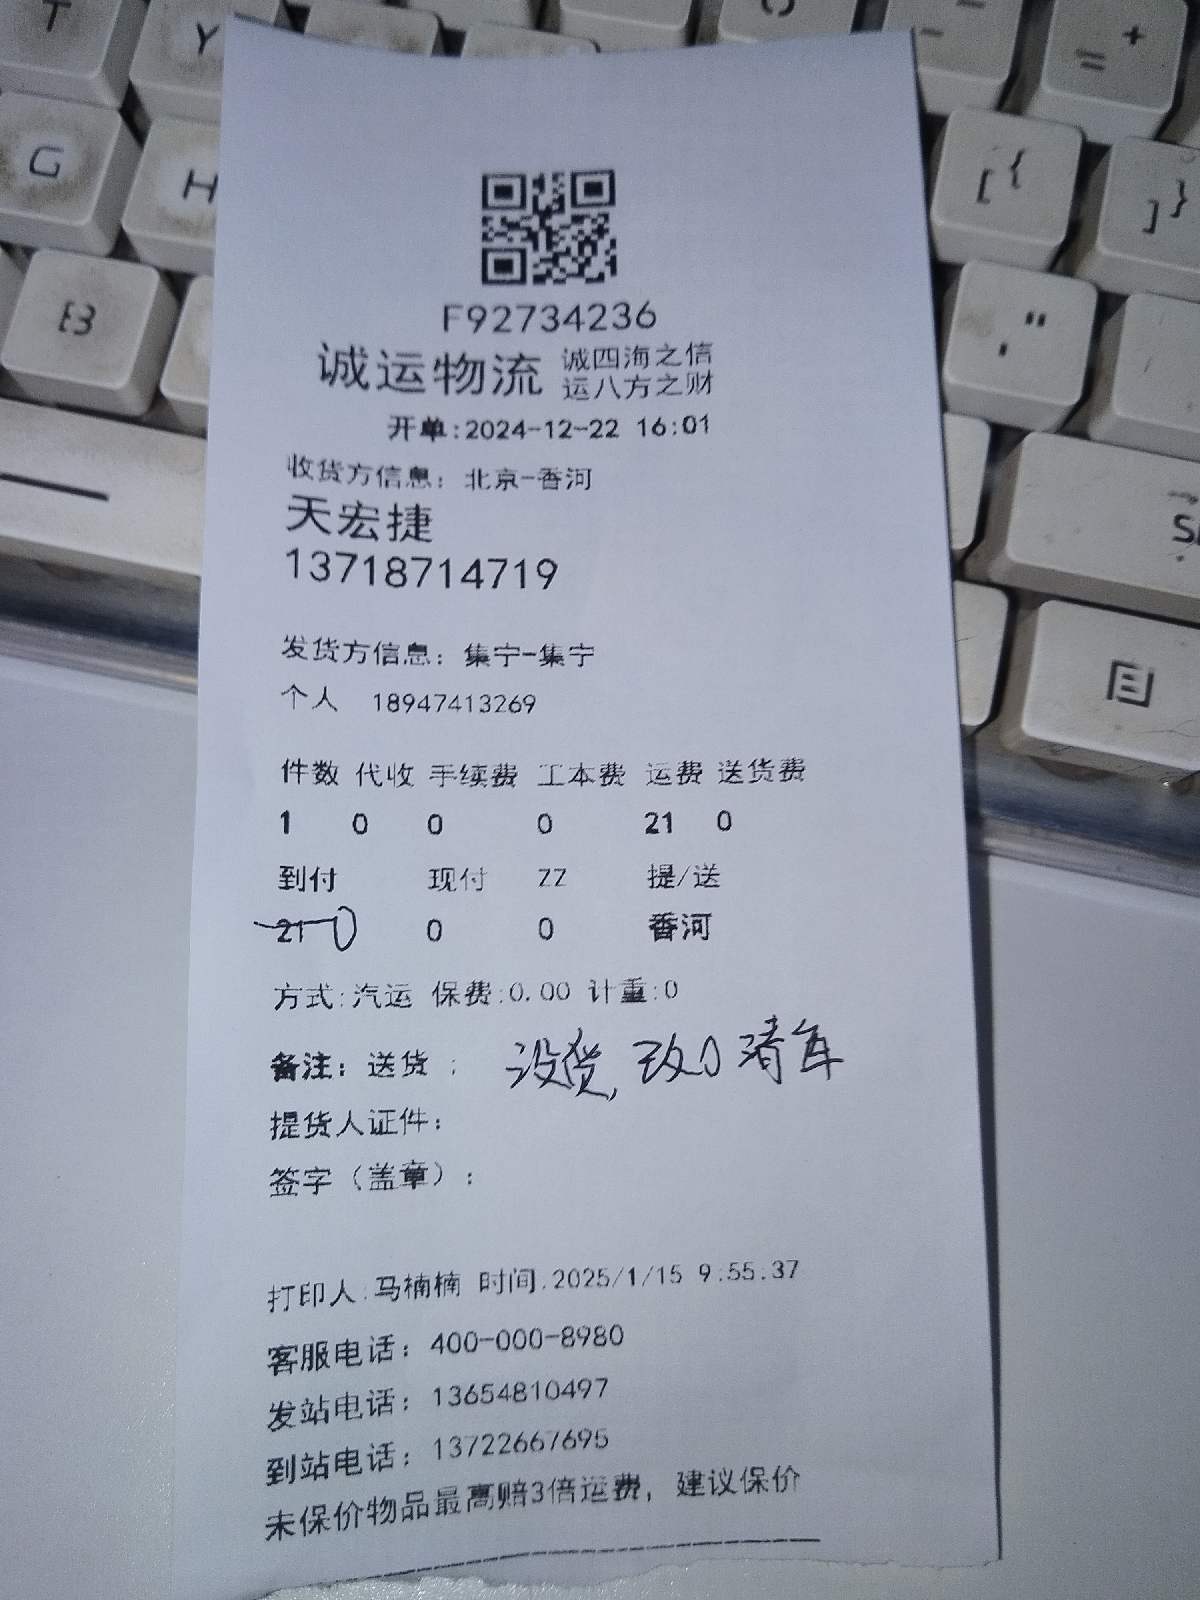 T
Y
- 
= +
G
H
[ {
] }
B
' "
F92734236
诚运物流 诚四海之信
运八方之财
开单:2024-12-22 16:01
收货方信息: 北京-香河
天宏捷
13718714719
发货方信息: 集宁-集宁
个人 18947413269
件数 代收 手续费 工本费 运费 送货费
1 0 0 0 21 0
到付 现付 ZZ 提/送
21 0 0 0 香河
方式:汽运 保费:0.00 计重:0
备注: 送货 : 没货, 改0清库
提货人证件:
签字(盖章):
打印人:马楠楠 时间:2025/1/15 9:55:37
客服电话: 400-000-8980
发站电话: 13654810497
到站电话: 13722667695
未保价物品最高赔3倍运费, 建议保价